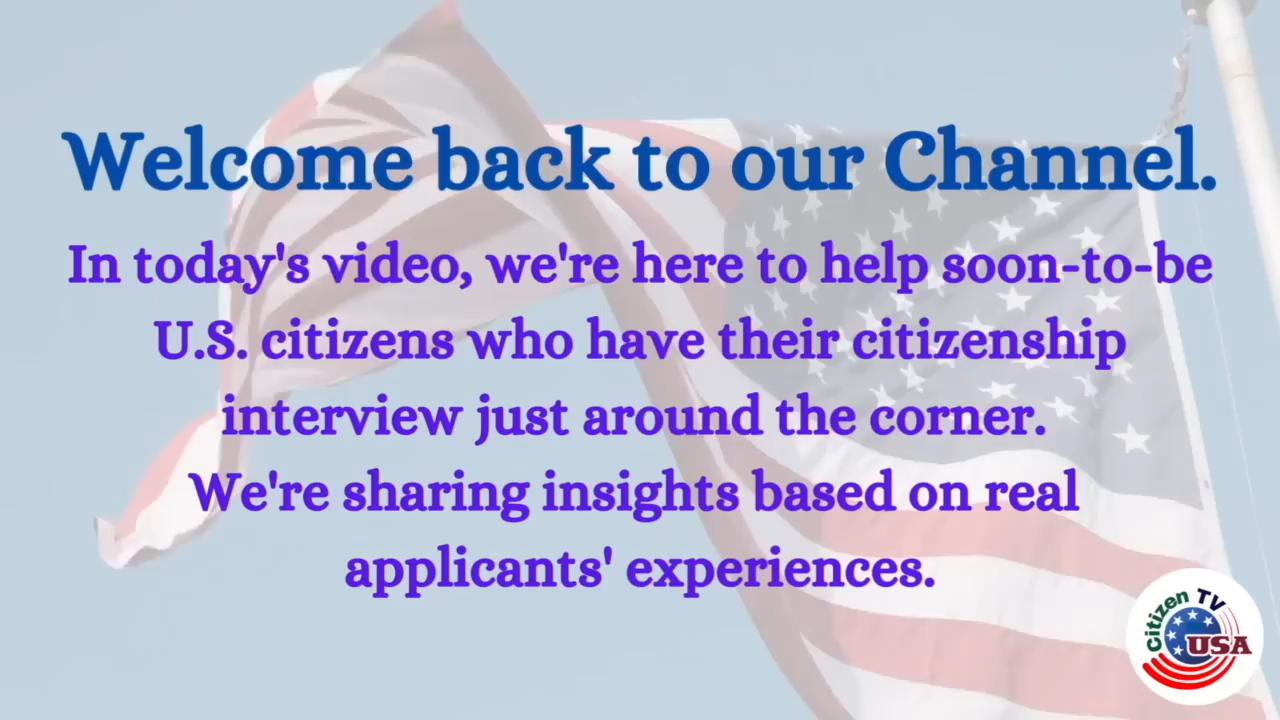 Welcome back to our Channel.
In today's video, we're here to help soon-to-be
U.S. citizens who have their citizenship
interview just around the corner.
We're sharing insights based on real
applicants' experiences.
Citizen TV
USA